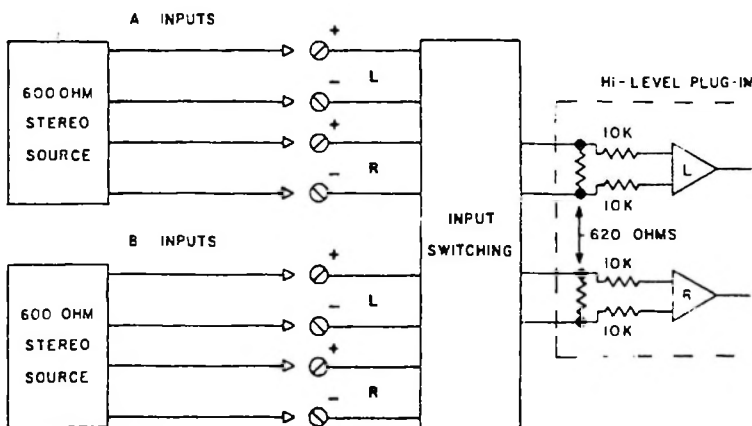 A INPUTS
600 OHM
STEREO
SOURCE
+
− L
+
− R
B INPUTS
600 OHM
STEREO
SOURCE
+
− L
+
− R
INPUT
SWITCHING
Hi-LEVEL PLUG-IN
10K
L
10K
620 OHMS
10K
R
10K